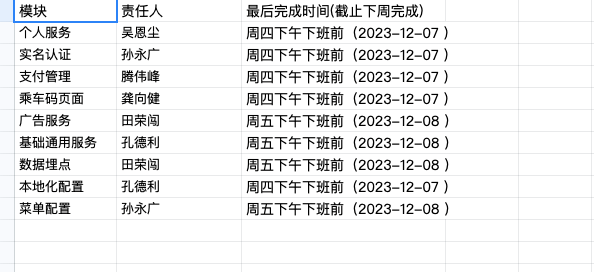 模块 责任人 最后完成时间(截止下周完成)
个人服务 吴恩尘 周四下午下班前（2023-12-07 ）
实名认证 孙永广 周四下午下班前（2023-12-07）
支付管理 腾伟峰 周四下午下班前（2023-12-07）
乘车码页面 龚向健 周四下午下班前（2023-12-07）
广告服务 田荣闯 周五下午下班前（2023-12-08 ）
基础通用服务 孔德利 周五下午下班前（2023-12-08 ）
数据埋点 田荣闯 周五下午下班前（2023-12-08 ）
本地化配置 孔德利 周四下午下班前（2023-12-07 ）
菜单配置 孙永广 周五下午下班前（2023-12-08 ）